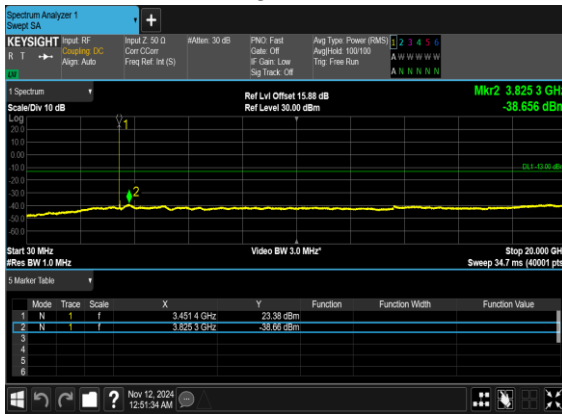 Spectrum Analyzer 1
Swept SA
KEYSIGHT Input: RF Input Z: 50 Ω #Atten: 30 dB PNO: Fast Avg Type: Power (RMS) 1 2 3 4 5 6
R T Coupling: DC Corr CCorr Gate: Off Avg|Hold: 100/100 A W W W W W
Align: Auto Freq Ref: Int (S) IF Gain: Low Trig: Free Run
Sig Track: Off A N N N N N
1 Spectrum Ref Lvl Offset 15.88 dB Mkr2 3.825 3 GHz
Scale/Div 10 dB Ref Level 30.00 dBm -38.656 dBm
Log
20.0 1
10.0
0.00
-10.0 DL1 -13.00 dBm
-20.0
-30.0 2
-40.0
-50.0
-60.0
Start 30 MHz Video BW 3.0 MHz* Stop 20.000 GHz
#Res BW 1.0 MHz Sweep 34.7 ms (40001 pts)
5 Marker Table
Mode Trace Scale X Y Function Function Width Function Value
1 N 1 f 3.451 4 GHz 23.38 dBm
2 N 1 f 3.825 3 GHz -38.66 dBm
3
4
5
6
? Nov 12, 2024
12:51:34 AM